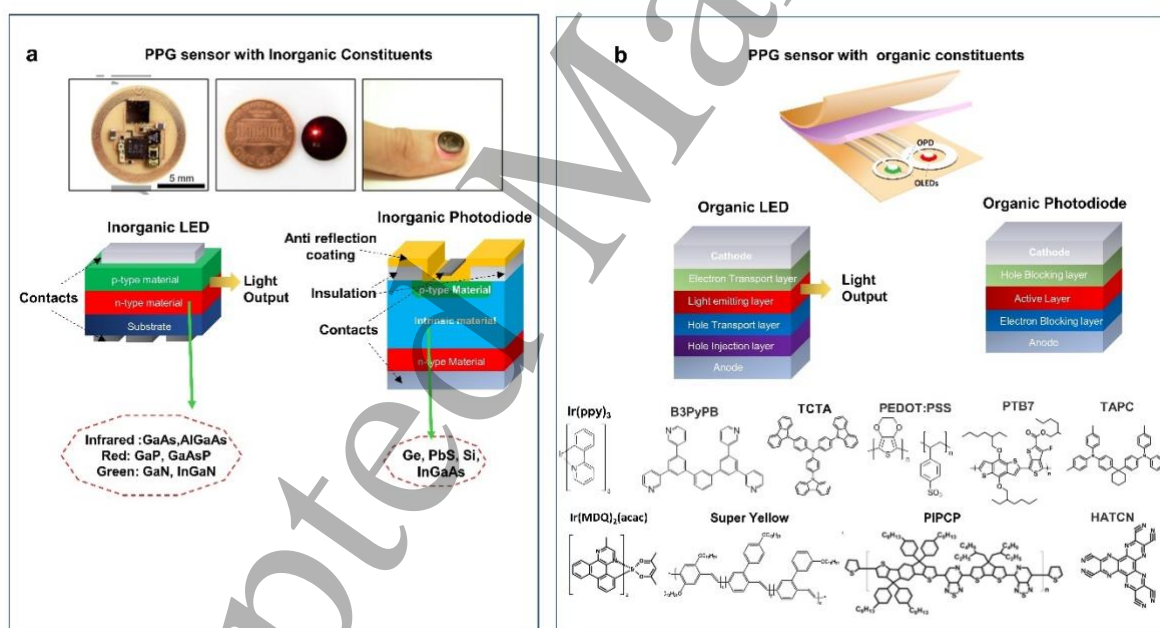 a
PPG sensor with Inorganic Constituents
5 mm
Inorganic LED
p-type material
n-type material
Substrate
Contacts
Light
Output
Infrared :GaAs,AlGaAs
Red: GaP, GaAsP
Green: GaN, InGaN
Inorganic Photodiode
Anti reflection
coating
Insulation
Contacts
p-type Material
Intrinsic material
n-type Material
Ge, PbS, Si,
InGaAs
b
PPG sensor with organic constituents
OPD
OLEDs
Organic LED
Cathode
Electron Transport layer
Light emitting layer
Hole Transport layer
Hole Injection layer
Anode
Light
Output
Organic Photodiode
Cathode
Hole Blocking layer
Active Layer
Electron Blocking layer
Anode
Ir(ppy)3
B3PyPB
TCTA
PEDOT:PSS
PTB7
TAPC
Ir(MDQ)2(acac)
Super Yellow
PIPCP
HATCN